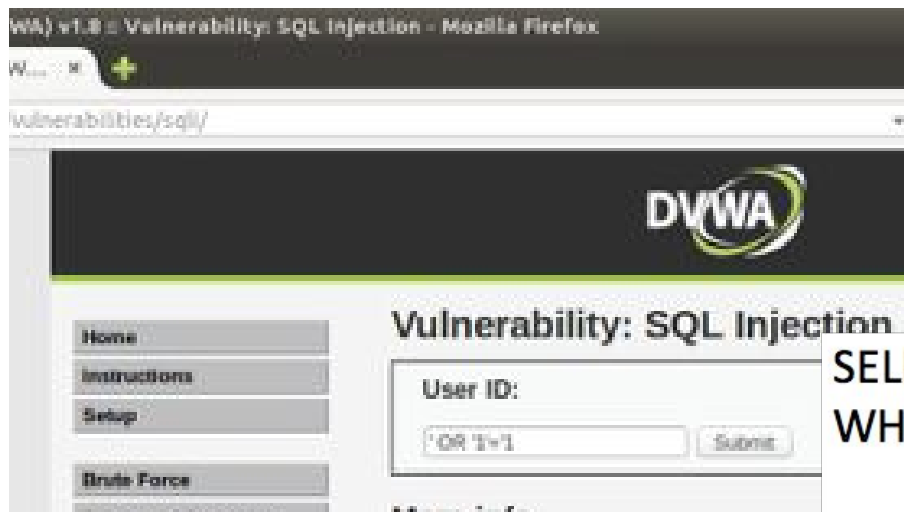 WA) v1.8 :: Vulnerability: SQL Injection - Mozilla Firefox
W...
/vulnerabilities/sqli/
DVWA
Home
Instructions
Setup
Brute Force
Vulnerability: SQL Injection
User ID:
' OR '1'='1
Submit
SEL
WH